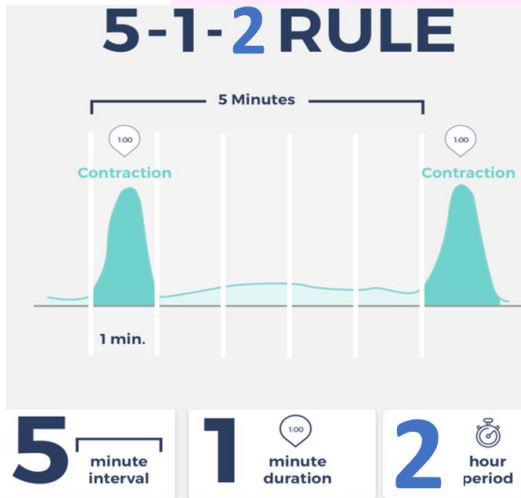 5-1-2 RULE
5 Minutes
1:00
1:00
Contraction
Contraction
1 min.
5
minute
interval
1
1:00
minute
duration
2
hour
period